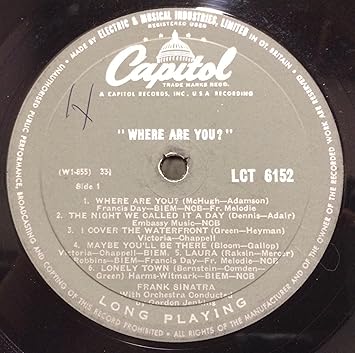 MADE BY ELECTRIC & MUSICAL INDUSTRIES, LIMITED IN GT. BRITAIN
REGISTERED USER
Capitol
TRADE MARKS REGD.
A CAPITOL RECORDS, INC., U S A RECORDING
"WHERE ARE YOU?"
(W1-855) 33⅓
Side 1
LCT 6152
1. WHERE ARE YOU? (McHugh—Adamson)
Francis Day—BIEM—NOB—Fr. Melodie
2. THE NIGHT WE CALLED IT A DAY (Dennis—Adair)
Embassy Music—NOB
3. I COVER THE WATERFRONT (Green—Heyman)
Victoria—Chappell
4. MAYBE YOU'LL BE THERE (Bloom—Gallop)
Victoria—Chappell—BIEM. 5. LAURA (Raksin—Mercer)
Robbins—BIEM—Francis Day—Fr. Melodie
6. LONELY TOWN (Bernstein—Comden—
Green) Harms-Witmark—BIEM—NOB
FRANK SINATRA
With Orchestra Conducted
by Gordon Jenkins
LONG PLAYING
UNAUTHORISED PUBLIC PERFORMANCE, BROADCASTING AND COPYING OF THIS RECORD PROHIBITED • ALL RIGHTS OF THE MANUFACTURER AND OF THE OWNER OF THE RECORDED WORK RESERVED